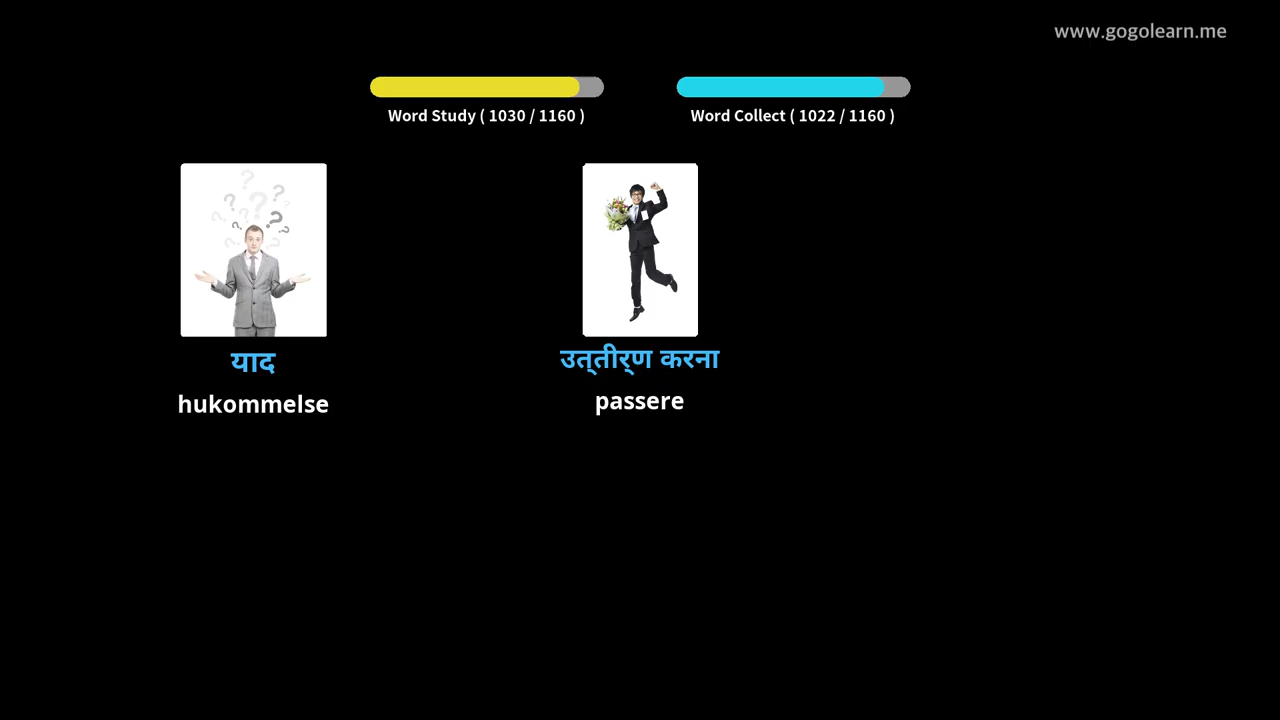 www.gogolearn.me
Word Study ( 1030 / 1160 )
Word Collect ( 1022 / 1160 )
याद
hukommelse
उत्‌तीर्‌ण करना
passere